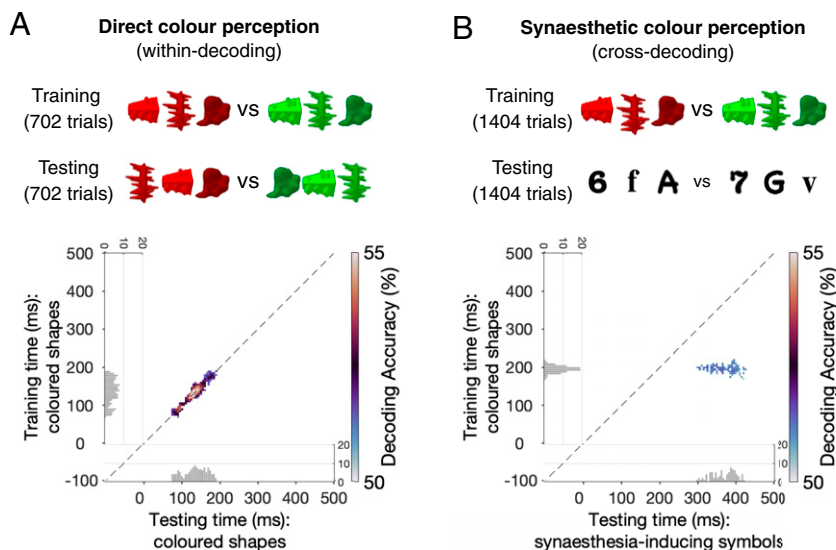 A
Direct colour perception
(within-decoding)
Training
(702 trials)
vs
Testing
(702 trials)
vs
500
400
300
200
100
0
-100
Training time (ms):
coloured shapes
0
10
20
20
10
0
0
100
200
300
400
500
Testing time (ms):
coloured shapes
55
50
Decoding Accuracy (%)
B
Synaesthetic colour perception
(cross-decoding)
Training
(1404 trials)
vs
Testing
(1404 trials)
6 f A vs 7 G v
500
400
300
200
100
0
-100
Training time (ms):
coloured shapes
0
10
20
20
10
0
0
100
200
300
400
500
Testing time (ms):
synaesthesia-inducing symbols
55
50
Decoding Accuracy (%)